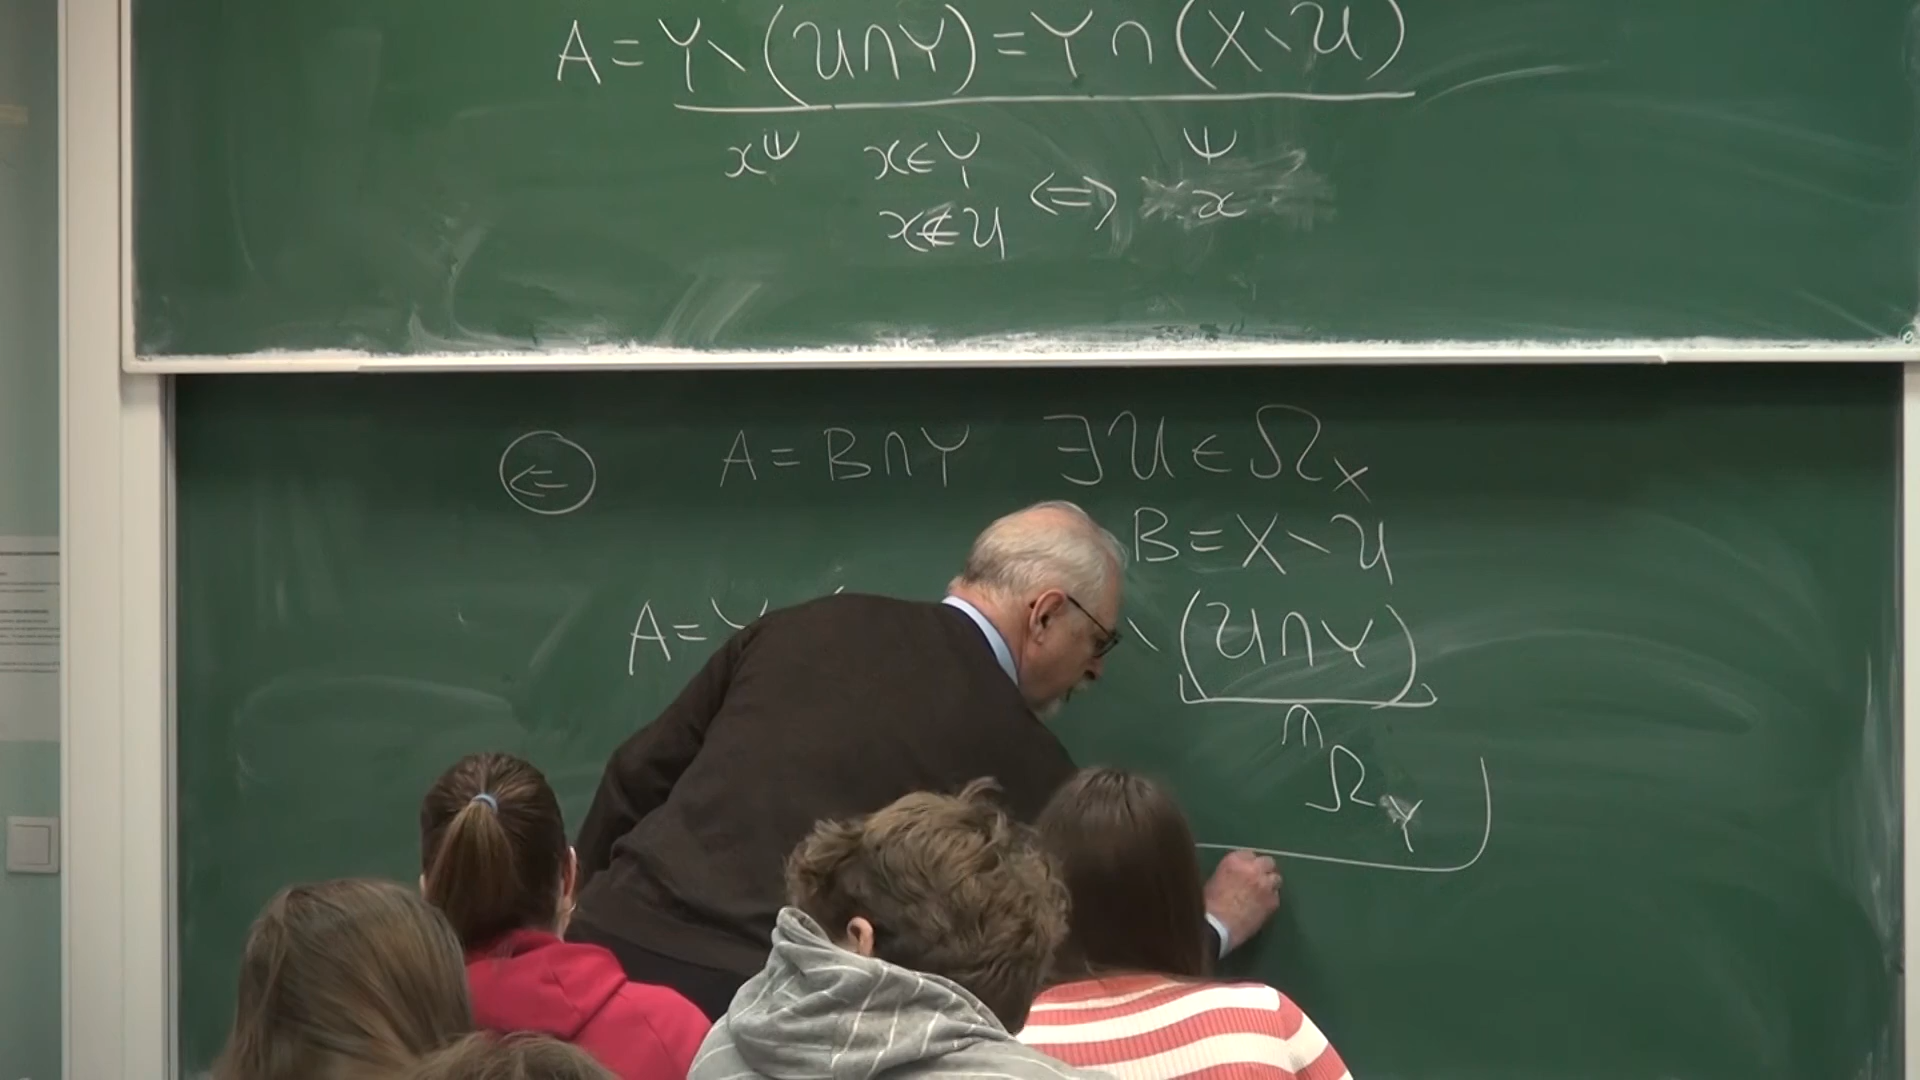 A = Y \ (U ∩ Y) = Y ∩ (X \ U)
x ∈ Y
x ∉ U ⟺ x
⇐ A = B ∩ Y ∃ U ∈ Ω_X
B = X \ U
A = Y \ (U ∩ Y)
∩
Ω_Y